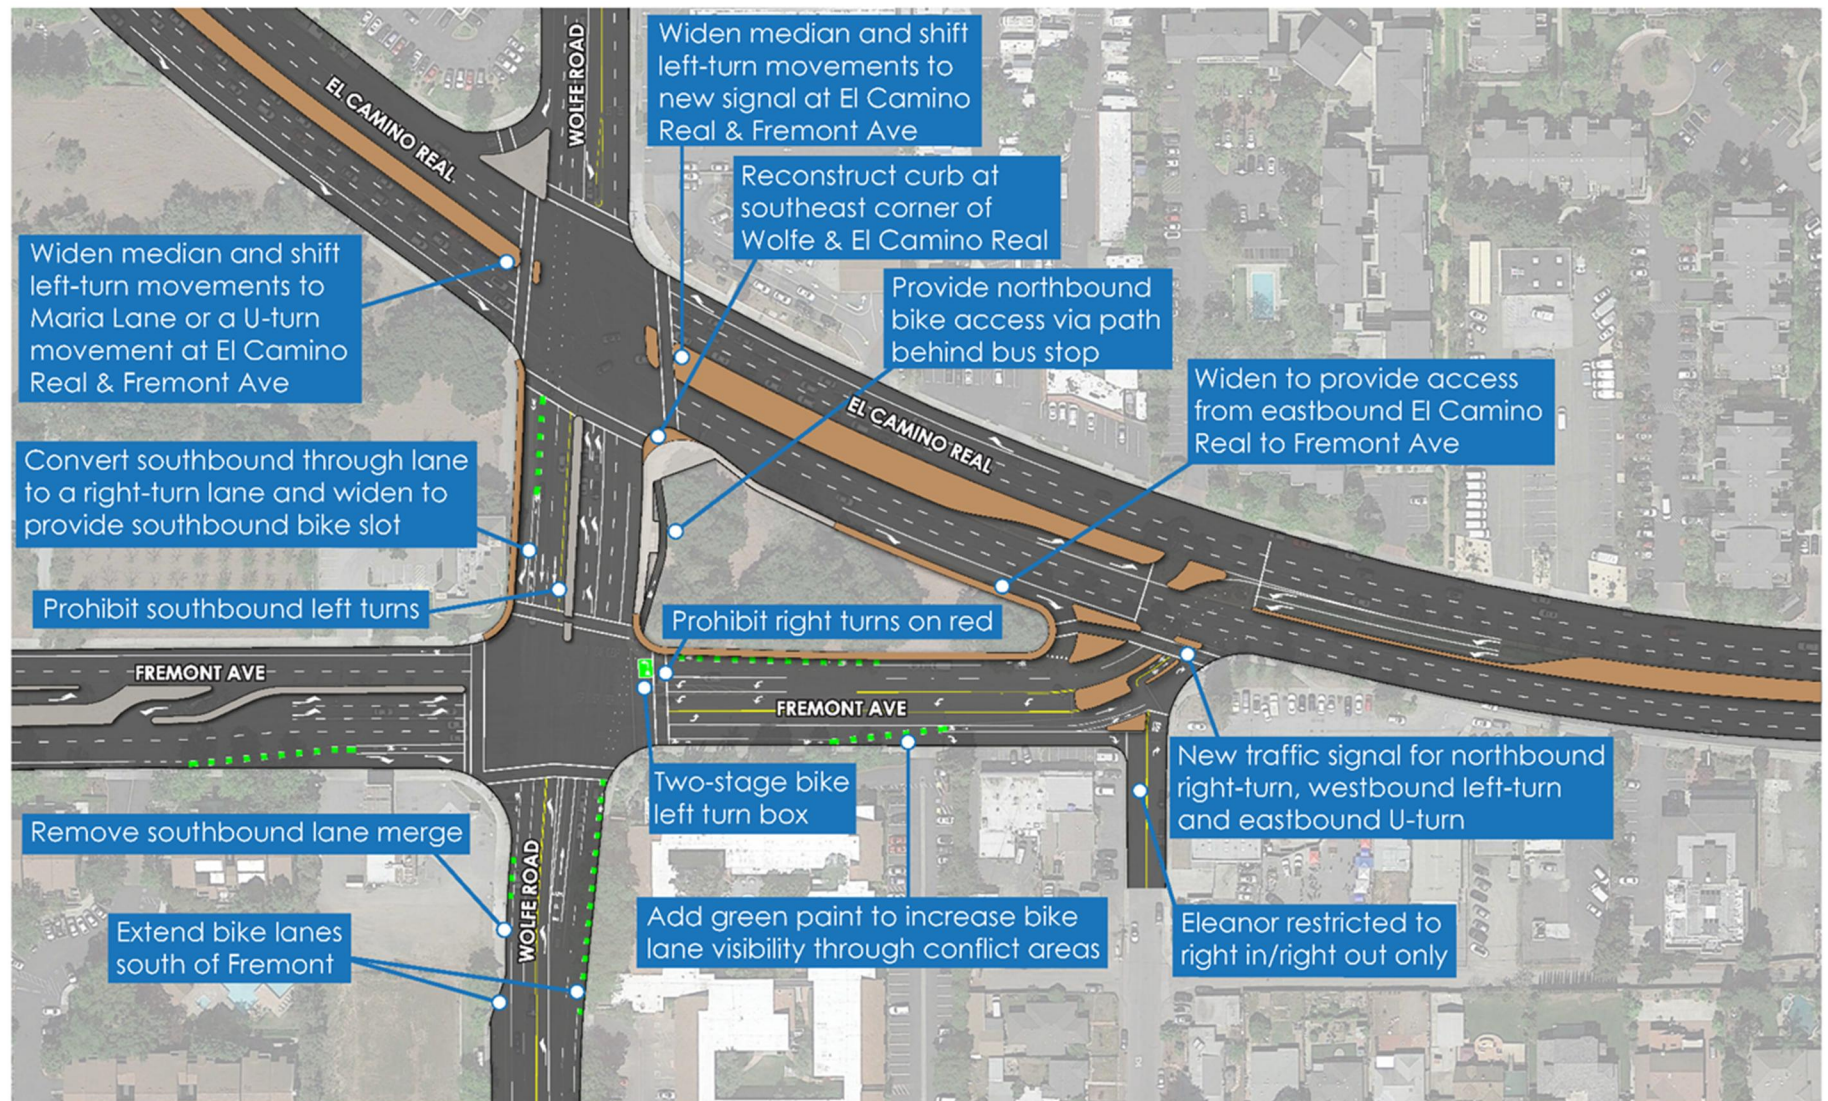 Widen median and shift
left-turn movements to
new signal at El Camino
Real & Fremont Ave
WOLFE ROAD
EL CAMINO REAL
Reconstruct curb at
southeast corner of
Wolfe & El Camino Real
Widen median and shift
left-turn movements to
Maria Lane or a U-turn
movement at El Camino
Real & Fremont Ave
Provide northbound
bike access via path
behind bus stop
Widen to provide access
from eastbound El Camino
Real to Fremont Ave
EL CAMINO REAL
Convert southbound through lane
to a right-turn lane and widen to
provide southbound bike slot
Prohibit southbound left turns
Prohibit right turns on red
FREMONT AVE
FREMONT AVE
New traffic signal for northbound
right-turn, westbound left-turn
and eastbound U-turn
Two-stage bike
left turn box
Remove southbound lane merge
WOLFE ROAD
Add green paint to increase bike
lane visibility through conflict areas
Eleanor restricted to
right in/right out only
Extend bike lanes
south of Fremont